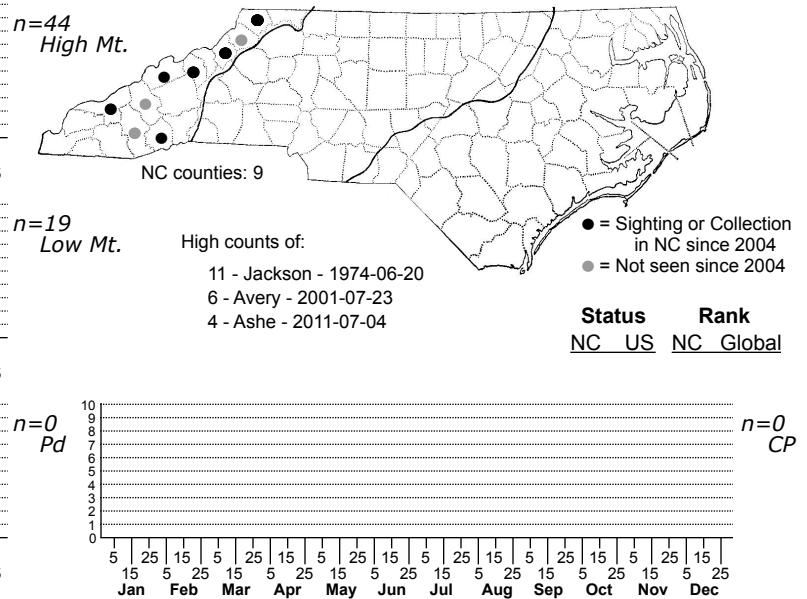 n=44
High Mt.
NC counties: 9
n=19
Low Mt.
High counts of:
11 - Jackson - 1974-06-20
6 - Avery - 2001-07-23
4 - Ashe - 2011-07-04
= Sighting or Collection
in NC since 2004
= Not seen since 2004
Status Rank
NC US NC Global
n=0
Pd
10
9
8
7
6
5
4
3
2
1
0
n=0
CP
5 25 15 5 25 15 5 25 15 5 25 15 5 25 15 5 25 15
15 5 25 15 5 25 15 5 25 15 5 25 15 5 25 15 5 25
Jan Feb Mar Apr May Jun Jul Aug Sep Oct Nov Dec